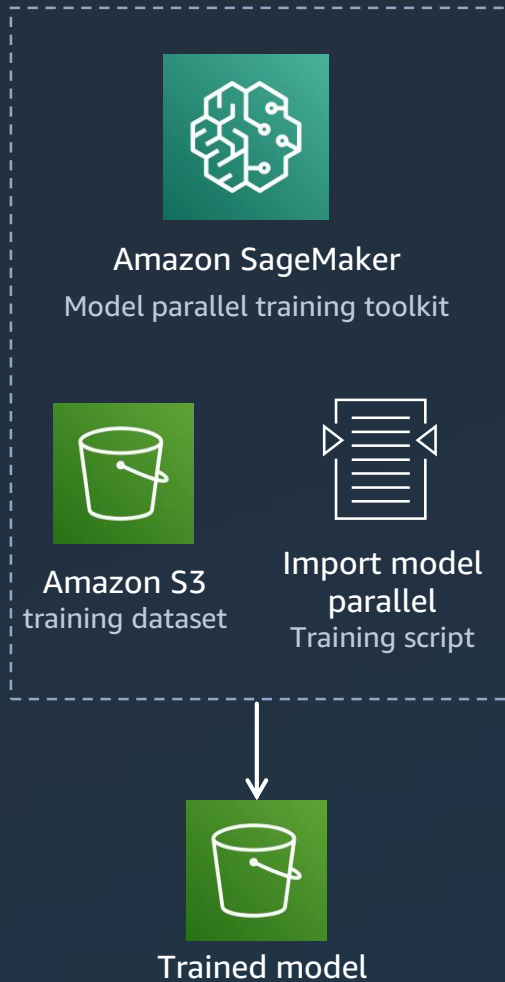 Amazon SageMaker
Model parallel training toolkit
Amazon S3
training dataset
Import model
parallel
Training script
Trained model